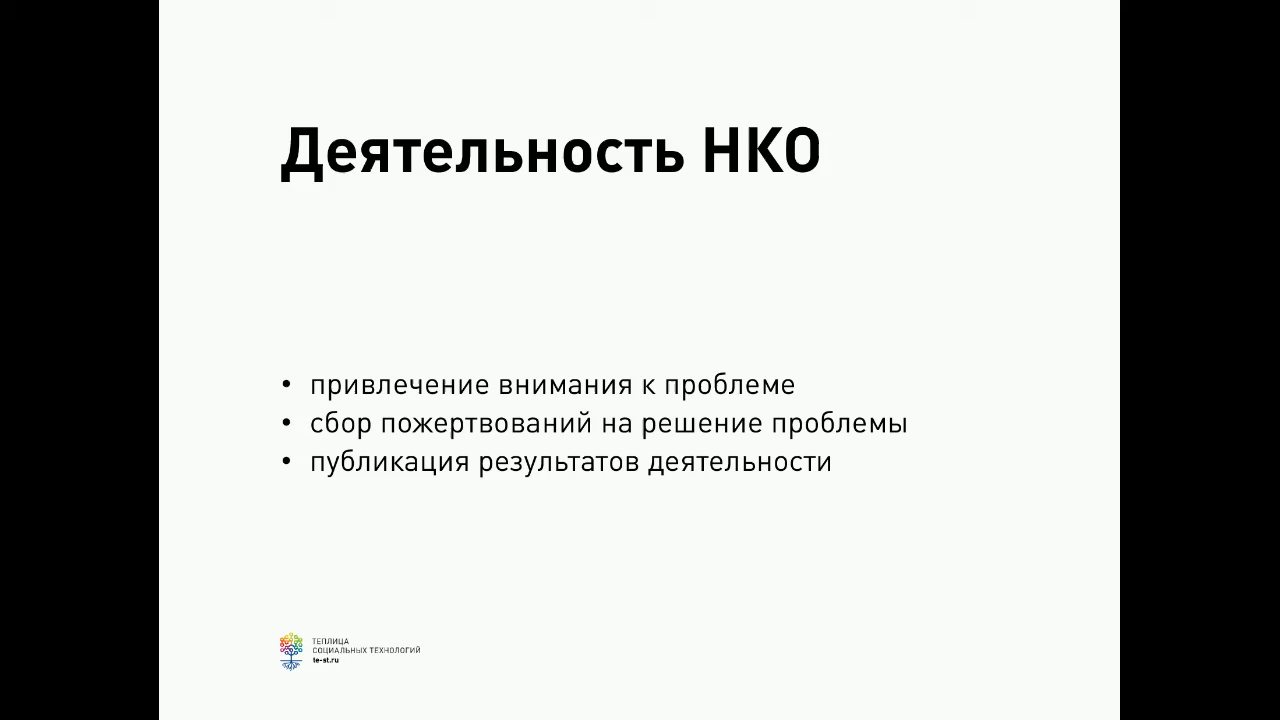 Деятельность НКО
• привлечение внимания к проблеме
• сбор пожертвований на решение проблемы
• публикация результатов деятельности
ТЕПЛИЦА
СОЦИАЛЬНЫХ ТЕХНОЛОГИЙ
te-st.ru